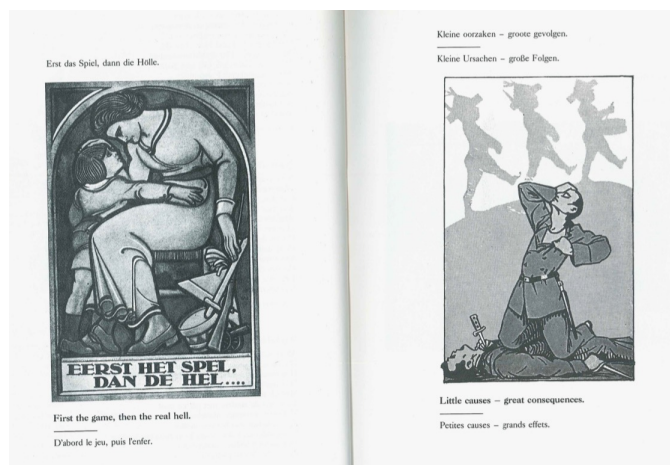 Erst das Spiel, dann die Hölle.
EERST HET SPEL,
DAN DE HEL....
First the game, then the real hell.
D'abord le jeu, puis l'enfer.
Kleine oorzaken – groote gevolgen.
Kleine Ursachen – große Folgen.
Little causes – great consequences.
Petites causes – grands effets.